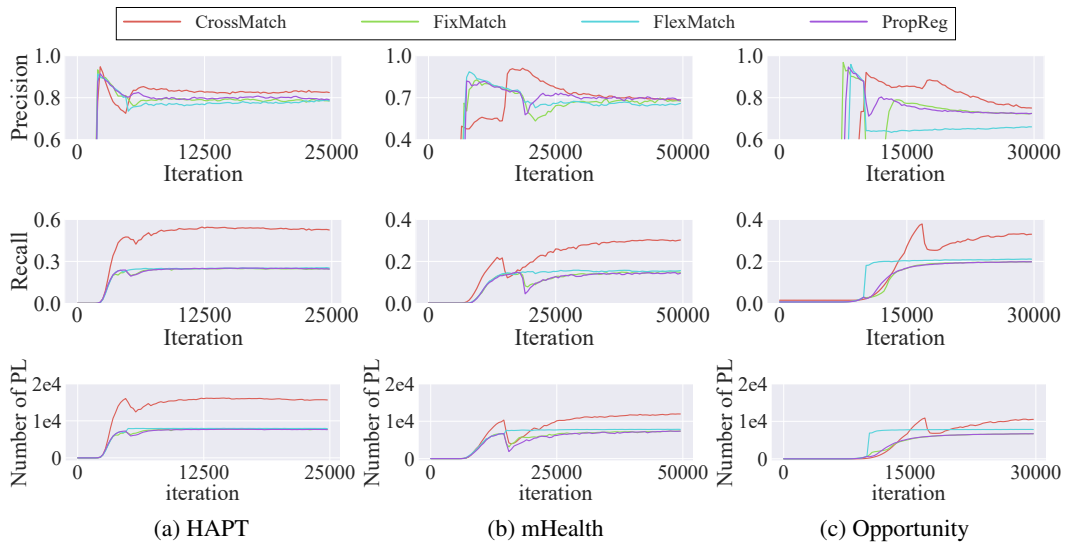 CrossMatch FixMatch FlexMatch PropReg
Precision
1.0
0.8
0.6
0 12500 25000
Iteration
1.0
0.7
0.4
0 25000 50000
Iteration
1.0
0.8
0.6
0 15000 30000
Iteration
Recall
0.6
0.3
0.0
0 12500 25000
Iteration
Recall
0.4
0.2
0.0
0 25000 50000
Iteration
Recall
0.4
0.2
0.0
0 15000 30000
Iteration
Number of PL
2e4
1e4
0
0 12500 25000
iteration
Number of PL
2e4
1e4
0
0 25000 50000
iteration
Number of PL
2e4
1e4
0
0 15000 30000
iteration
(a) HAPT (b) mHealth (c) Opportunity